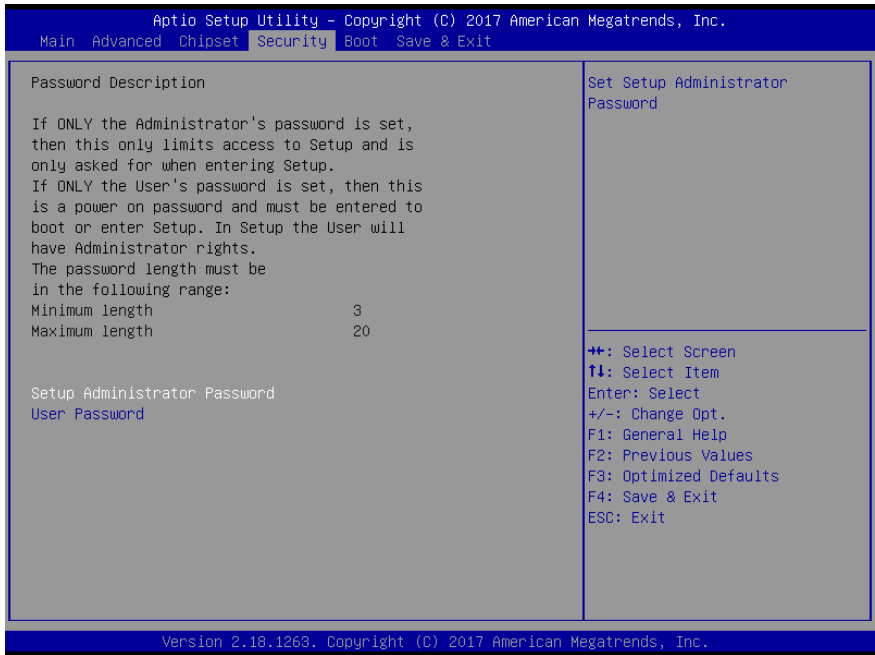 Aptio Setup Utility – Copyright (C) 2017 American Megatrends, Inc.
Main Advanced Chipset Security Boot Save & Exit
Password Description
If ONLY the Administrator's password is set,
then this only limits access to Setup and is
only asked for when entering Setup.
If ONLY the User's password is set, then this
is a power on password and must be entered to
boot or enter Setup. In Setup the User will
have Administrator rights.
The password length must be
in the following range:
Minimum length 3
Maximum length 20
Setup Administrator Password
User Password
Set Setup Administrator
Password
→←: Select Screen
↑↓: Select Item
Enter: Select
+/-: Change Opt.
F1: General Help
F2: Previous Values
F3: Optimized Defaults
F4: Save & Exit
ESC: Exit
Version 2.18.1263. Copyright (C) 2017 American Megatrends, Inc.